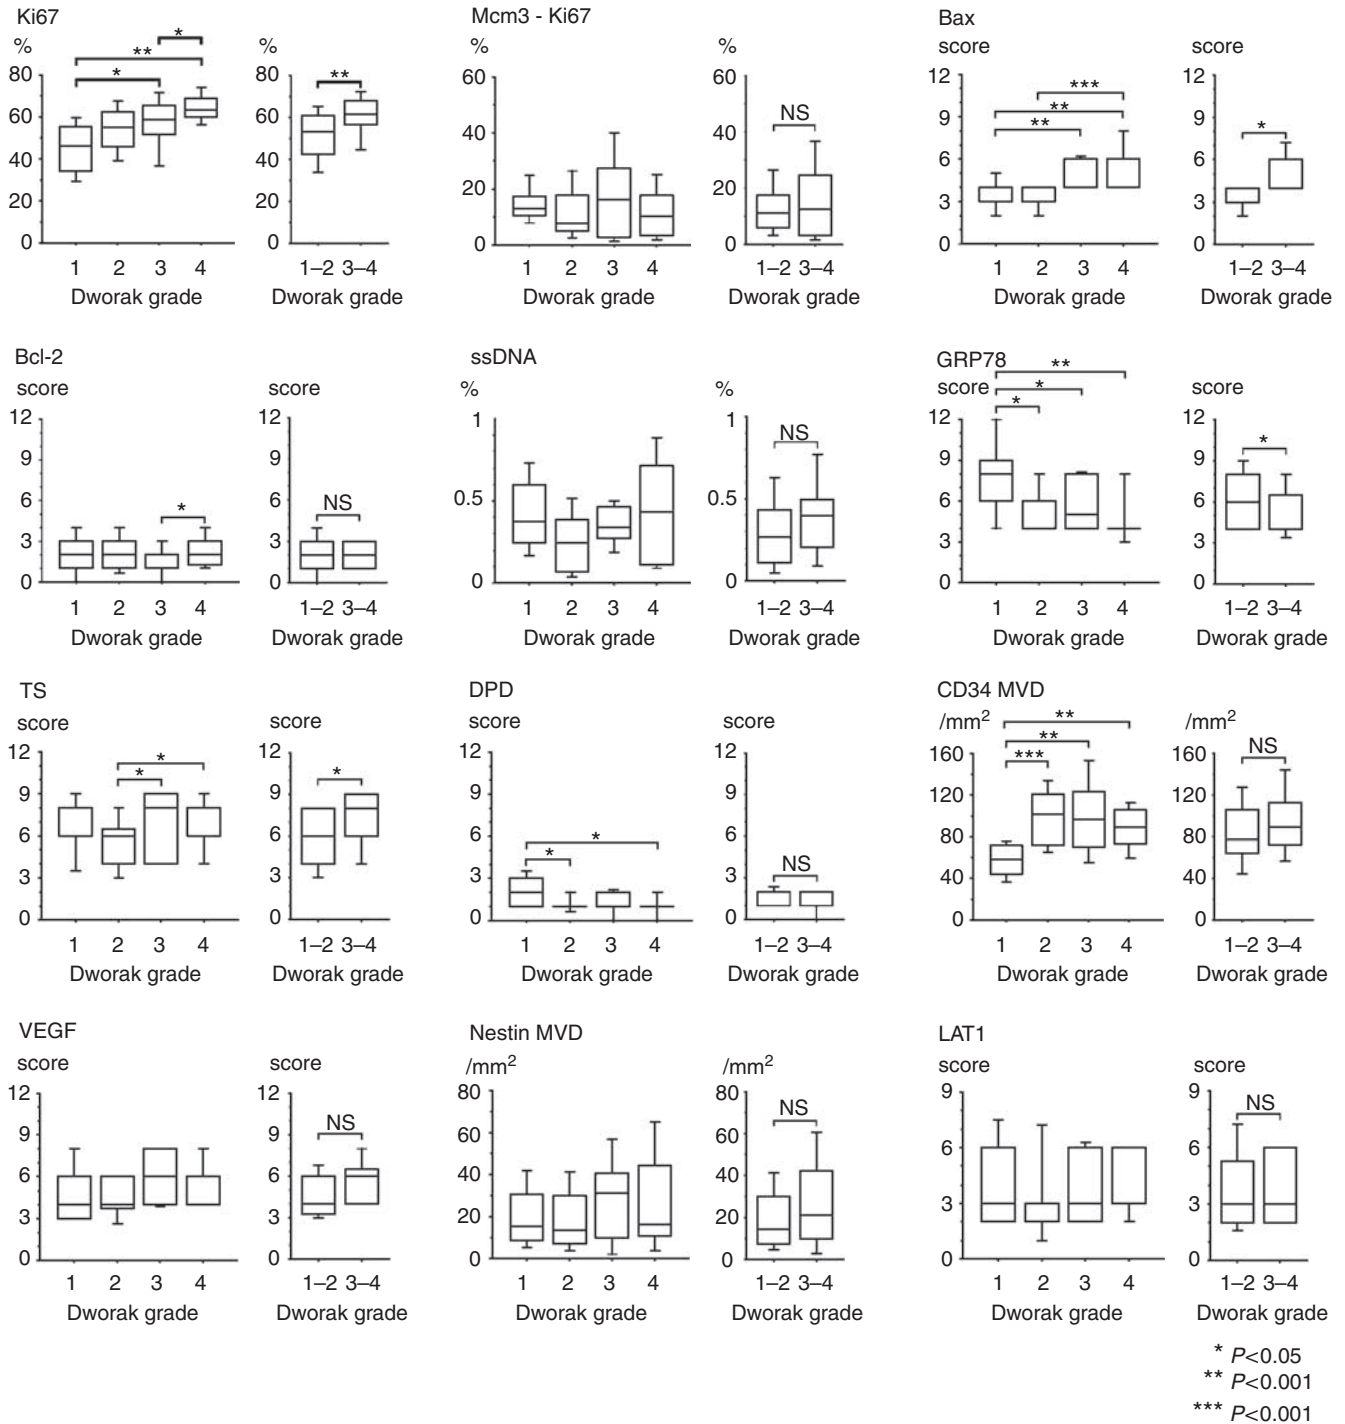 Ki67
%
80
60
40
20
0
*
**
*
1 2 3 4
Dworak grade
%
80
60
40
20
0
**
1–2 3–4
Dworak grade
Mcm3 - Ki67
%
60
40
20
0
1 2 3 4
Dworak grade
%
60
40
20
0
NS
1–2 3–4
Dworak grade
Bax
score
12
9
6
3
0
***
**
**
1 2 3 4
Dworak grade
score
12
9
6
3
0
*
1–2 3–4
Dworak grade
Bcl-2
score
12
9
6
3
0
*
1 2 3 4
Dworak grade
score
12
9
6
3
0
NS
1–2 3–4
Dworak grade
ssDNA
%
1
0.5
0
1 2 3 4
Dworak grade
%
1
0.5
0
NS
1–2 3–4
Dworak grade
GRP78
score
12
9
6
3
0
**
*
*
1 2 3 4
Dworak grade
score
12
9
6
3
0
*
1–2 3–4
Dworak grade
TS
score
12
9
6
3
0
*
*
1 2 3 4
Dworak grade
score
12
9
6
3
0
*
1–2 3–4
Dworak grade
DPD
score
12
9
6
3
0
*
*
1 2 3 4
Dworak grade
score
12
9
6
3
0
NS
1–2 3–4
Dworak grade
CD34 MVD
/mm2
160
120
80
40
0
**
**
***
1 2 3 4
Dworak grade
/mm2
160
120
80
40
0
NS
1–2 3–4
Dworak grade
VEGF
score
12
9
6
3
0
1 2 3 4
Dworak grade
score
12
9
6
3
0
NS
1–2 3–4
Dworak grade
Nestin MVD
/mm2
80
60
40
20
0
1 2 3 4
Dworak grade
/mm2
80
60
40
20
0
NS
1–2 3–4
Dworak grade
LAT1
score
9
6
3
0
1 2 3 4
Dworak grade
score
9
6
3
0
NS
1–2 3–4
Dworak grade
* P<0.05
** P<0.001
*** P<0.001